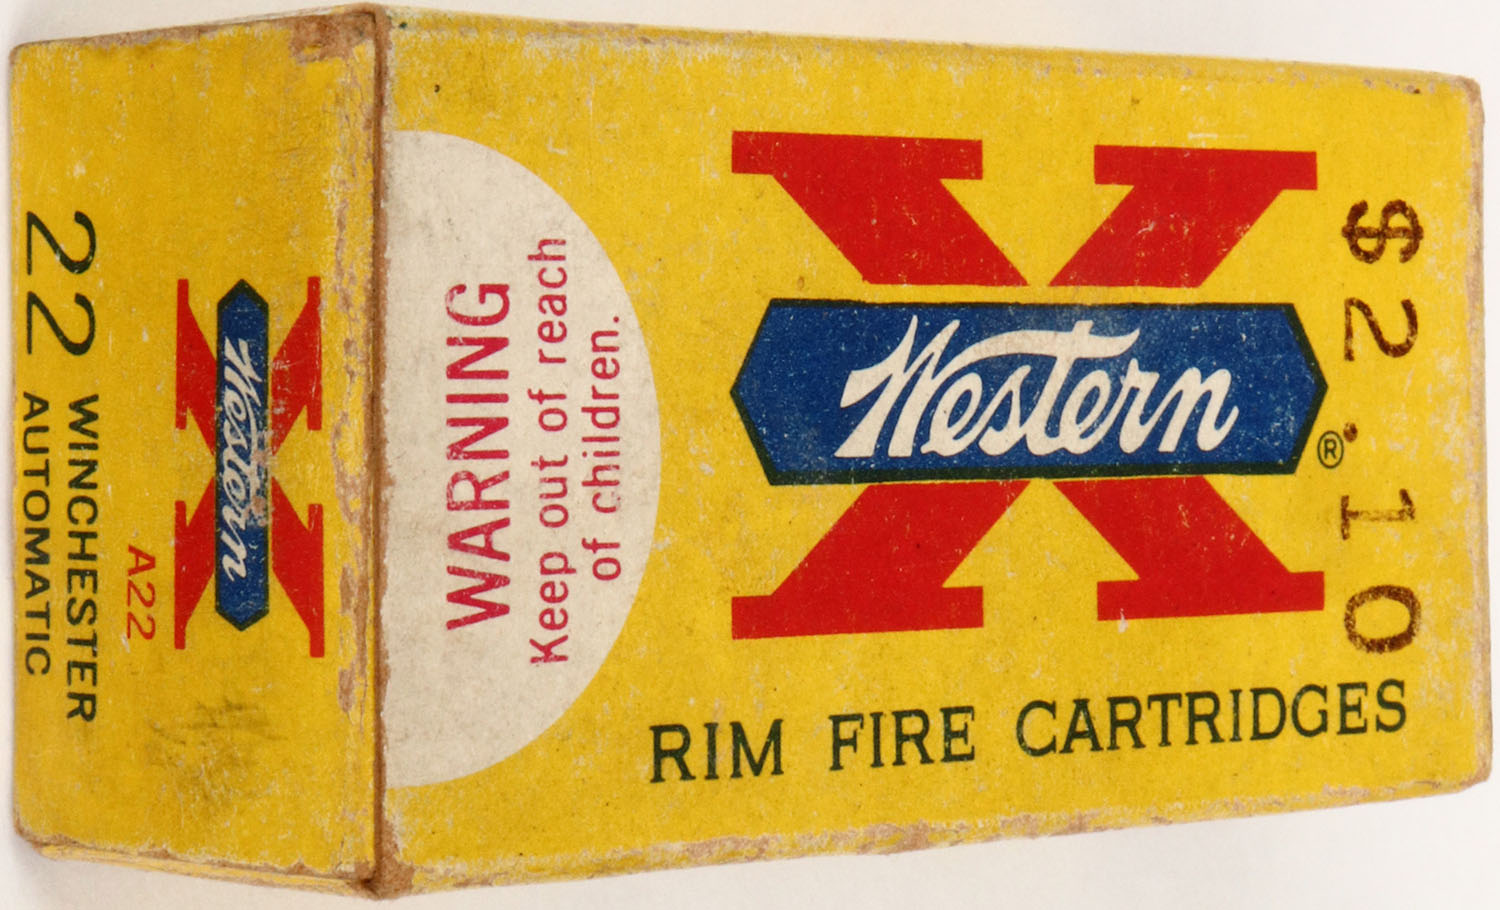 22 WINCHESTER
AUTOMATIC
A22
Western
WARNING
Keep out of reach
of children.
Western
®
$2.10
RIM FIRE CARTRIDGES